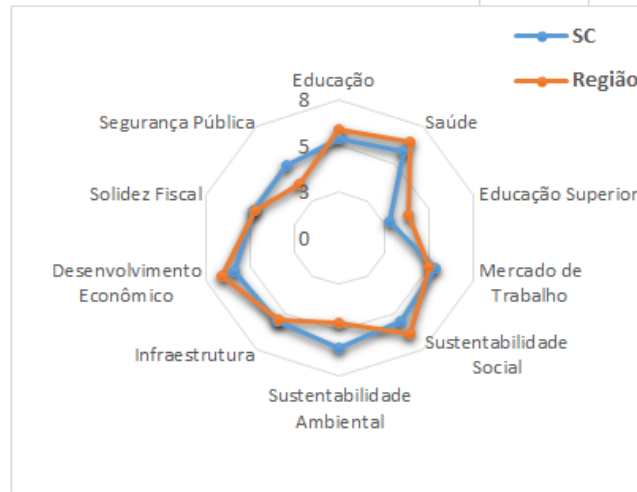 SC
Região
Educação
8
Segurança Pública
Saúde
5
Solidez Fiscal
3
Educação Superior
0
Desenvolvimento
Econômico
Mercado de
Trabalho
Infraestrutura
Sustentabilidade
Social
Sustentabilidade
Ambiental